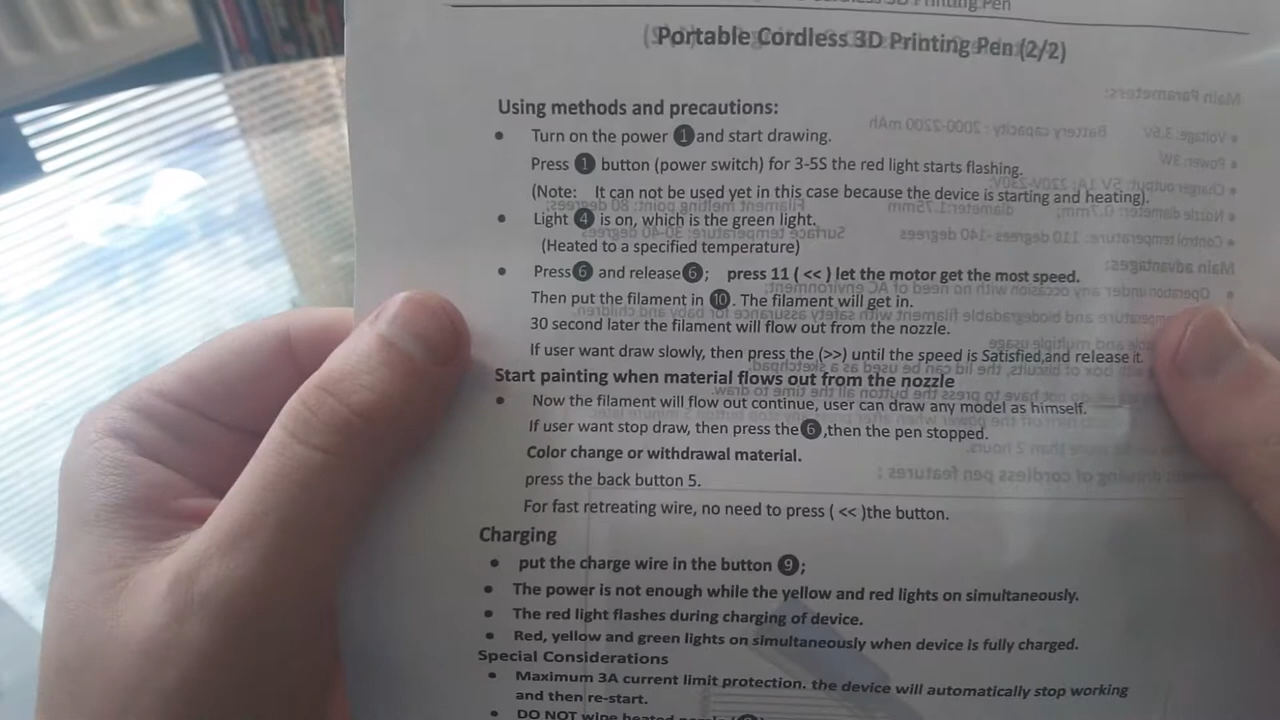 3D Printing Pen
Portable Cordless 3D Printing Pen (2/2)
Using methods and precautions:
• Turn on the power 1 and start drawing.
Press 1 button (power switch) for 3-5S the red light starts flashing.
(Note: It can not be used yet in this case because the device is starting and heating).
• Light 4 is on, which is the green light.
(Heated to a specified temperature)
• Press 6 and release 6; press 11 ( << ) let the motor get the most speed.
Then put the filament in 10. The filament will get in.
30 second later the filament will flow out from the nozzle.
If user want draw slowly, then press the (>>) until the speed is Satisfied,and release it.
Start painting when material flows out from the nozzle
• Now the filament will flow out continue, user can draw any model as himself.
If user want stop draw, then press the 6 ,then the pen stopped.
Color change or withdrawal material.
press the back button 5.
For fast retreating wire, no need to press ( << )the button.
Charging
• put the charge wire in the button 9;
• The power is not enough while the yellow and red lights on simultaneously.
• The red light flashes during charging of device.
• Red, yellow and green lights on simultaneously when device is fully charged.
Special Considerations
• Maximum 3A current limit protection. the device will automatically stop working
and then re-start.
• DO NOT wipe heated